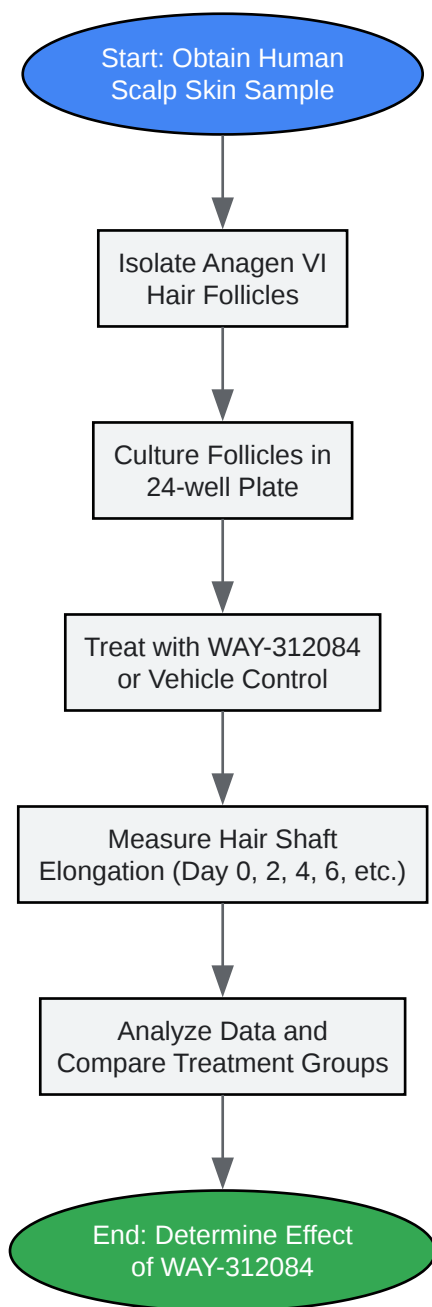 Start: Obtain Human
Scalp Skin Sample
Isolate Anagen VI
Hair Follicles
Culture Follicles in
24-well Plate
Treat with WAY-312084
or Vehicle Control
Measure Hair Shaft
Elongation (Day 0, 2, 4, 6, etc.)
Analyze Data and
Compare Treatment Groups
End: Determine Effect
of WAY-312084